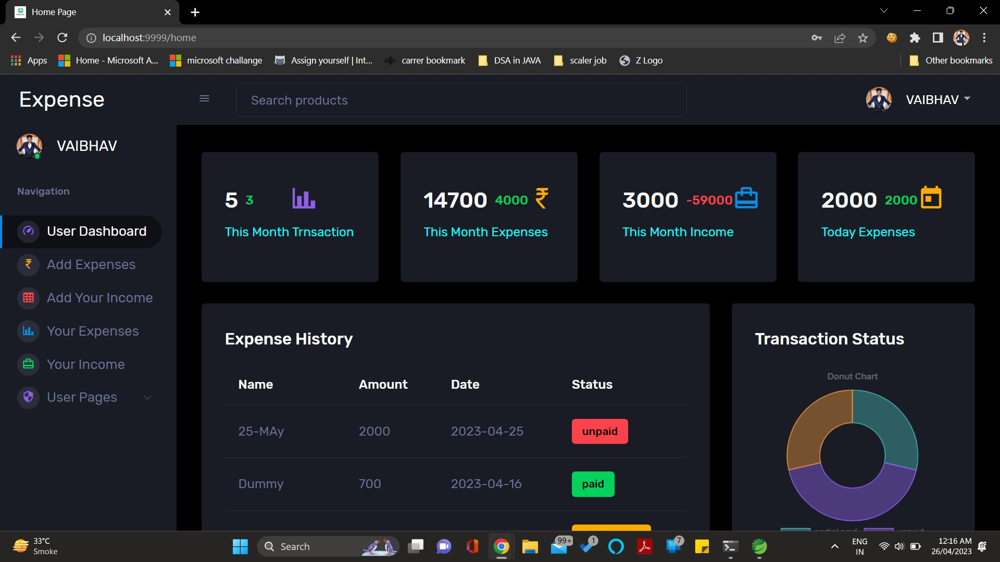 Home Page
localhost:9999/home
Apps
Home - Microsoft A...
microsoft challange
Assign yourself | Int...
carrer bookmark
DSA in JAVA
scaler job
Z Logo
Other bookmarks
Expense
Search products
VAIBHAV
VAIBHAV
Navigation
User Dashboard
Add Expenses
Add Your Income
Your Expenses
Your Income
User Pages
5 3
This Month Trnsaction
14700 4000 ₹
This Month Expenses
3000 -59000
This Month Income
2000 2000
Today Expenses
Expense History
Name Amount Date Status
25-MAy 2000 2023-04-25 unpaid
Dummy 700 2023-04-16 paid
Transaction Status
Donut Chart
33°C
Smoke
Search
99+
1
7
ENG
IN
12:16 AM
26/04/2023